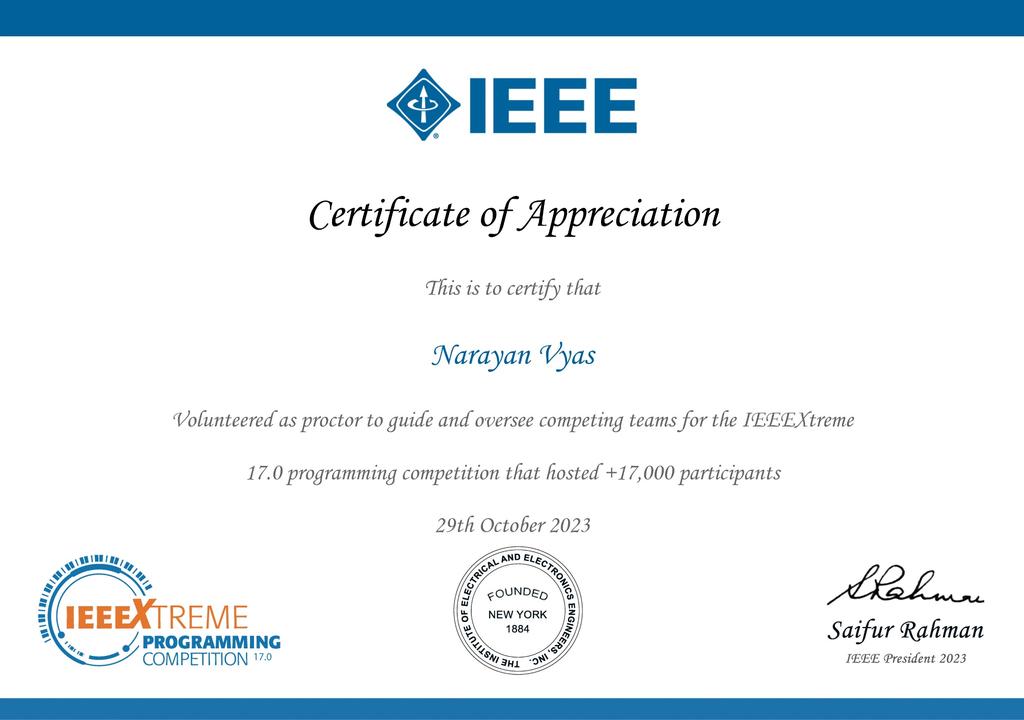 IEEE
Certificate of Appreciation
This is to certify that
Narayan Vyas
Volunteered as proctor to guide and oversee competing teams for the IEEEXtreme
17.0 programming competition that hosted +17,000 participants
29th October 2023
IEEEXTREME
PROGRAMMING
COMPETITION 17.0
THE INSTITUTE OF ELECTRICAL AND ELECTRONICS ENGINEERS, INC.
FOUNDED
NEW YORK
1884
SRahman
Saifur Rahman
IEEE President 2023